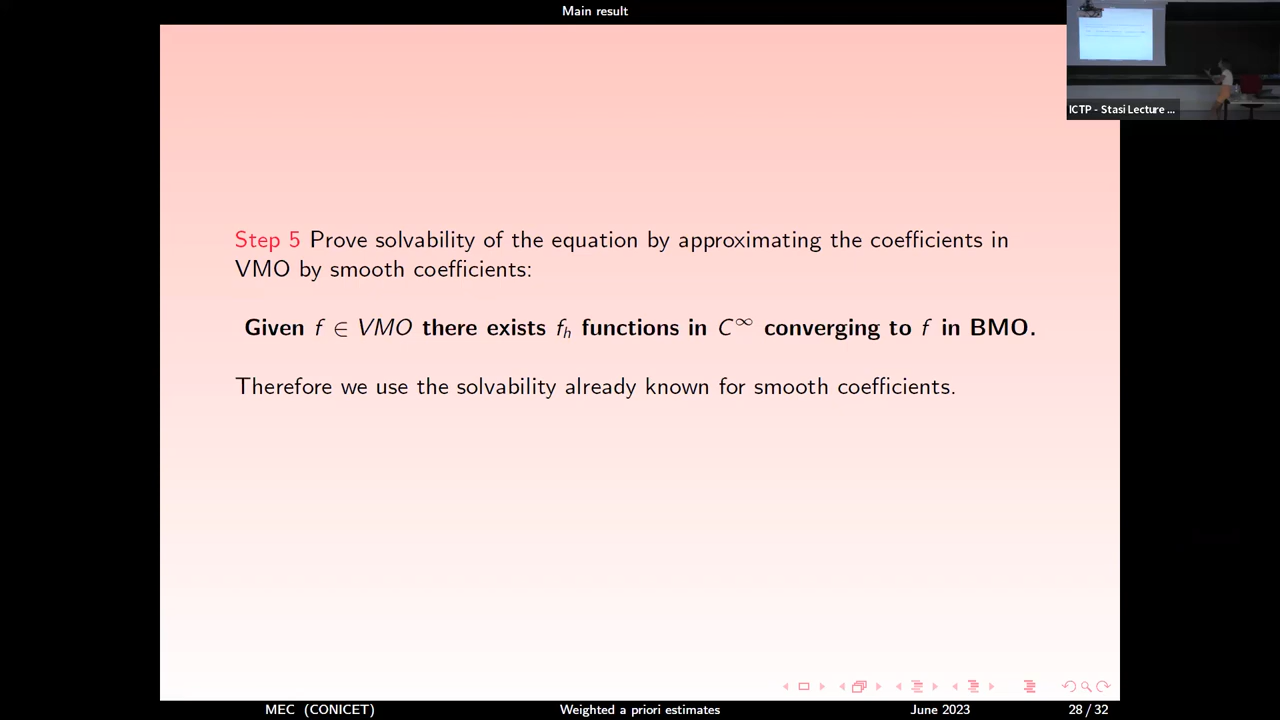 Main result
ICTP - Stasi Lecture ...
Step 5 Prove solvability of the equation by approximating the coefficients in
VMO by smooth coefficients:
Given f ∈ VMO there exists f_h functions in C^∞ converging to f in BMO.
Therefore we use the solvability already known for smooth coefficients.
MEC (CONICET) Weighted a priori estimates June 2023 28 / 32